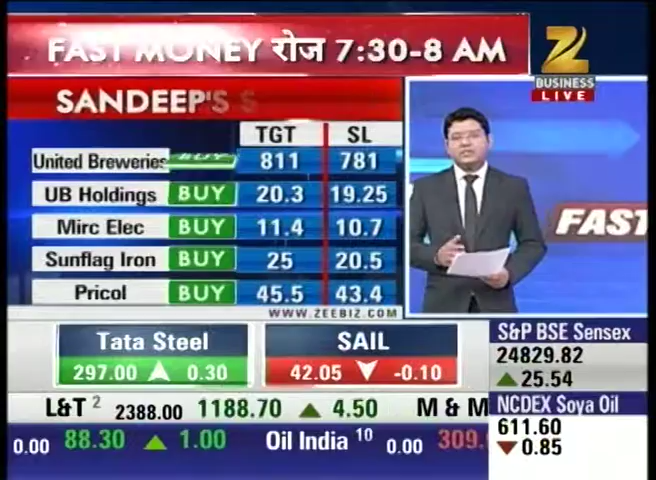 FAST MONEY रोज 7:30-8 AM
Z
BUSINESS
LIVE
SANDEEP'S S
TGT SL
United Breweries BUY 811 781
UB Holdings BUY 20.3 19.25
Mirc Elec BUY 11.4 10.7
Sunflag Iron BUY 25 20.5
Pricol BUY 45.5 43.4
WWW.ZEEBIZ.COM
FAST
Tata Steel
297.00 0.30
SAIL
42.05 -0.10
S&P BSE Sensex
24829.82
25.54
L&T 2 2388.00 1188.70 4.50 M & M
NCDEX Soya Oil
611.60
0.85
0.00 88.30 1.00 Oil India 10 0.00 309.